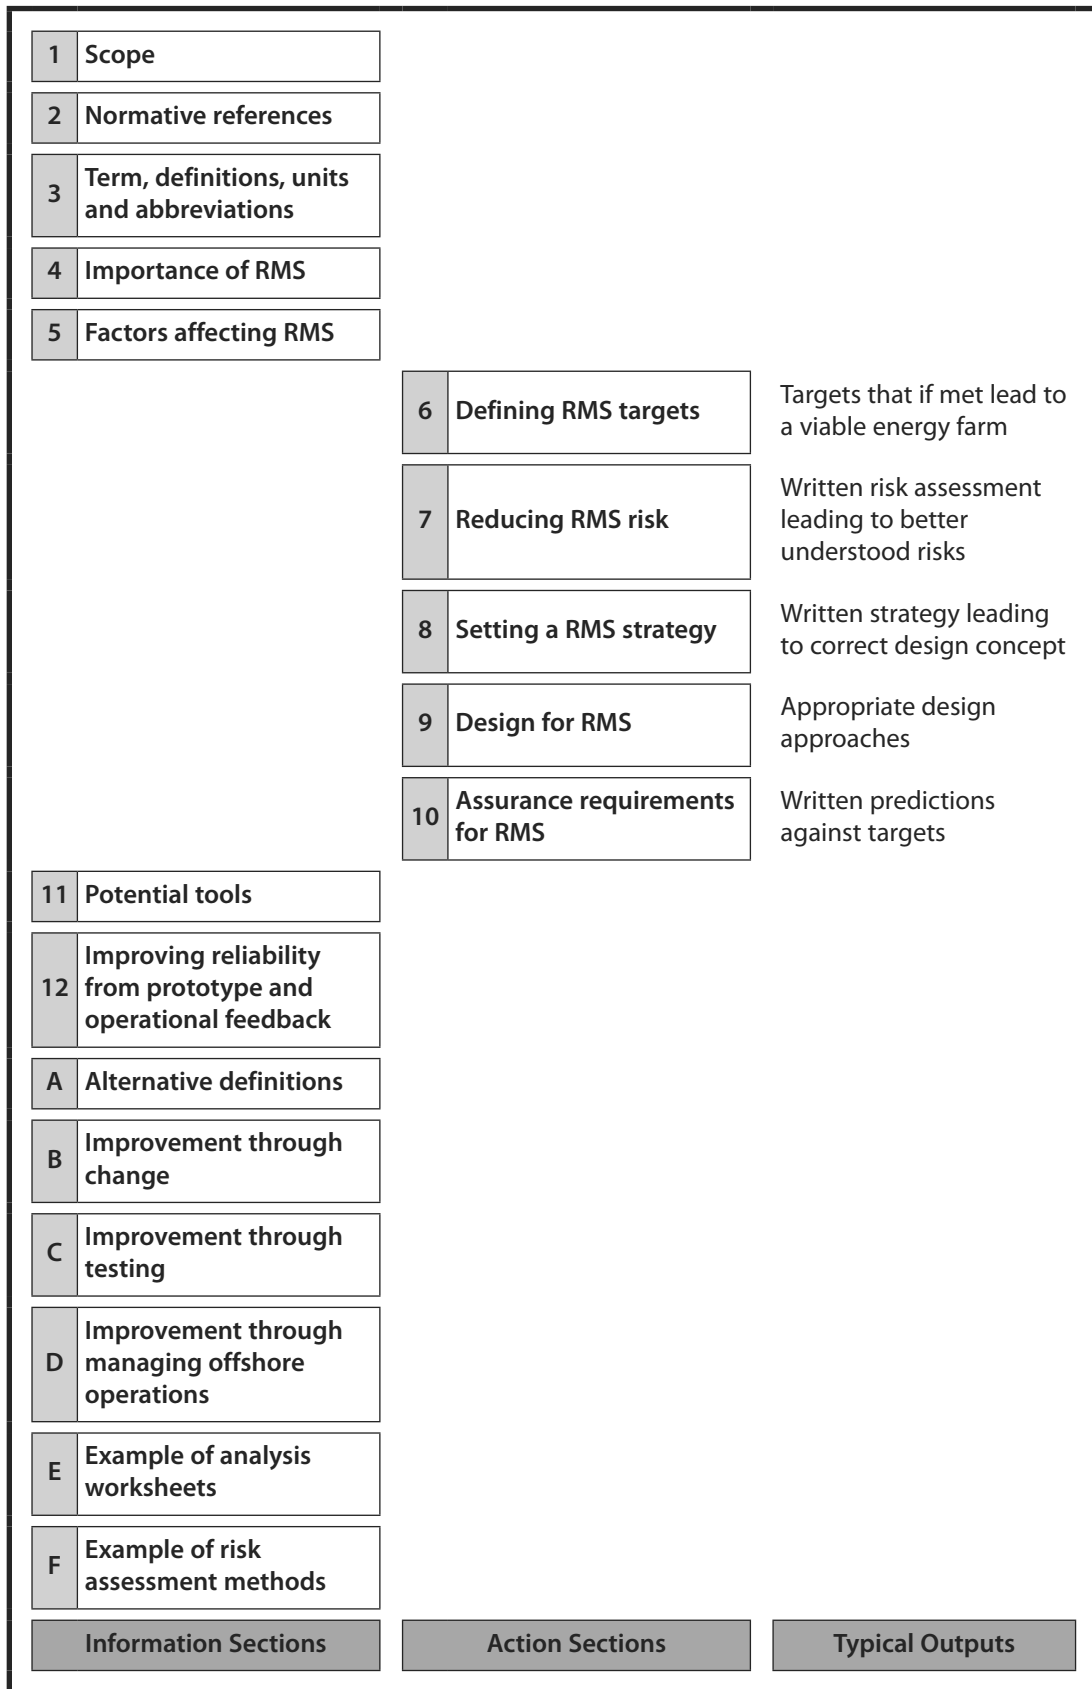 1 Scope
2 Normative references
3 Term, definitions, units
and abbreviations
4 Importance of RMS
5 Factors affecting RMS
6 Defining RMS targets
Targets that if met lead to
a viable energy farm
7 Reducing RMS risk
Written risk assessment
leading to better
understood risks
8 Setting a RMS strategy
Written strategy leading
to correct design concept
9 Design for RMS
Appropriate design
approaches
10 Assurance requirements
for RMS
Written predictions
against targets
11 Potential tools
12 Improving reliability
from prototype and
operational feedback
A Alternative definitions
B Improvement through
change
C Improvement through
testing
D Improvement through
managing offshore
operations
E Example of analysis
worksheets
F Example of risk
assessment methods
Information Sections
Action Sections
Typical Outputs